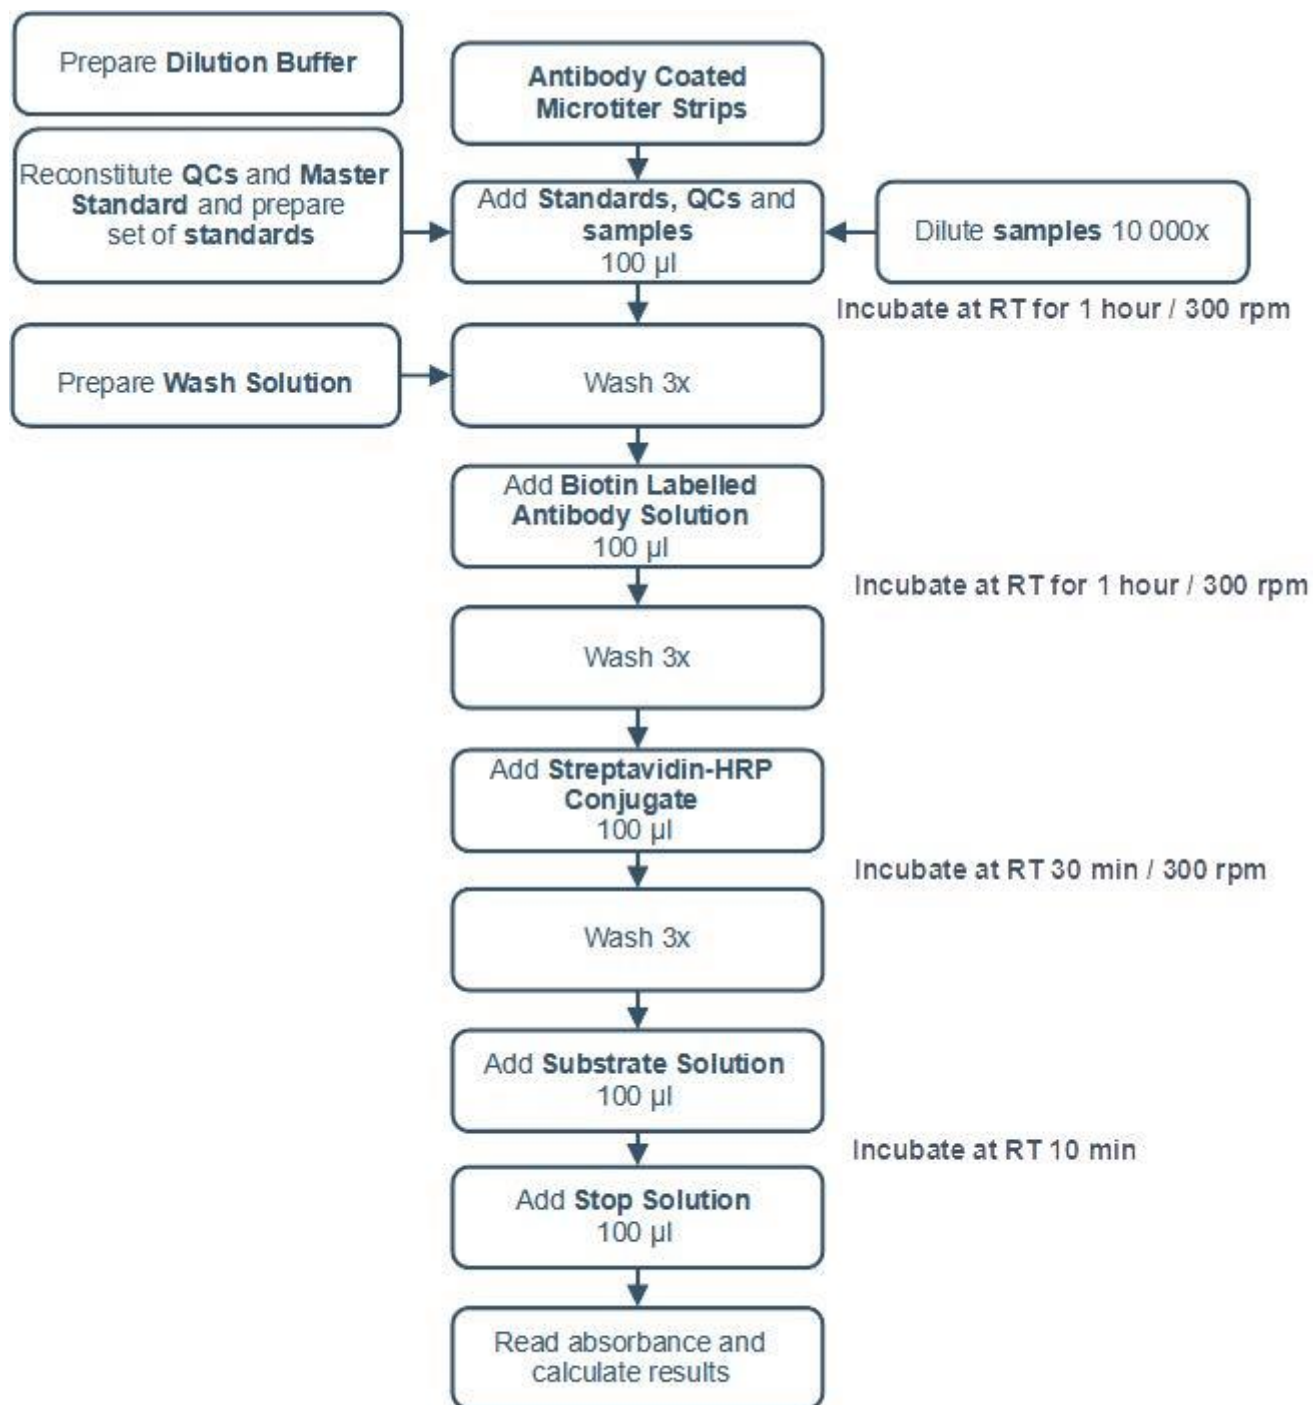 Prepare Dilution Buffer
Antibody Coated
Microtiter Strips
Reconstitute QCs and Master
Standard and prepare
set of standards
Add Standards, QCs and
samples
100 µl
Dilute samples 10 000x
Incubate at RT for 1 hour / 300 rpm
Prepare Wash Solution
Wash 3x
Add Biotin Labelled
Antibody Solution
100 µl
Incubate at RT for 1 hour / 300 rpm
Wash 3x
Add Streptavidin-HRP
Conjugate
100 µl
Incubate at RT 30 min / 300 rpm
Wash 3x
Add Substrate Solution
100 µl
Incubate at RT 10 min
Add Stop Solution
100 µl
Read absorbance and
calculate results